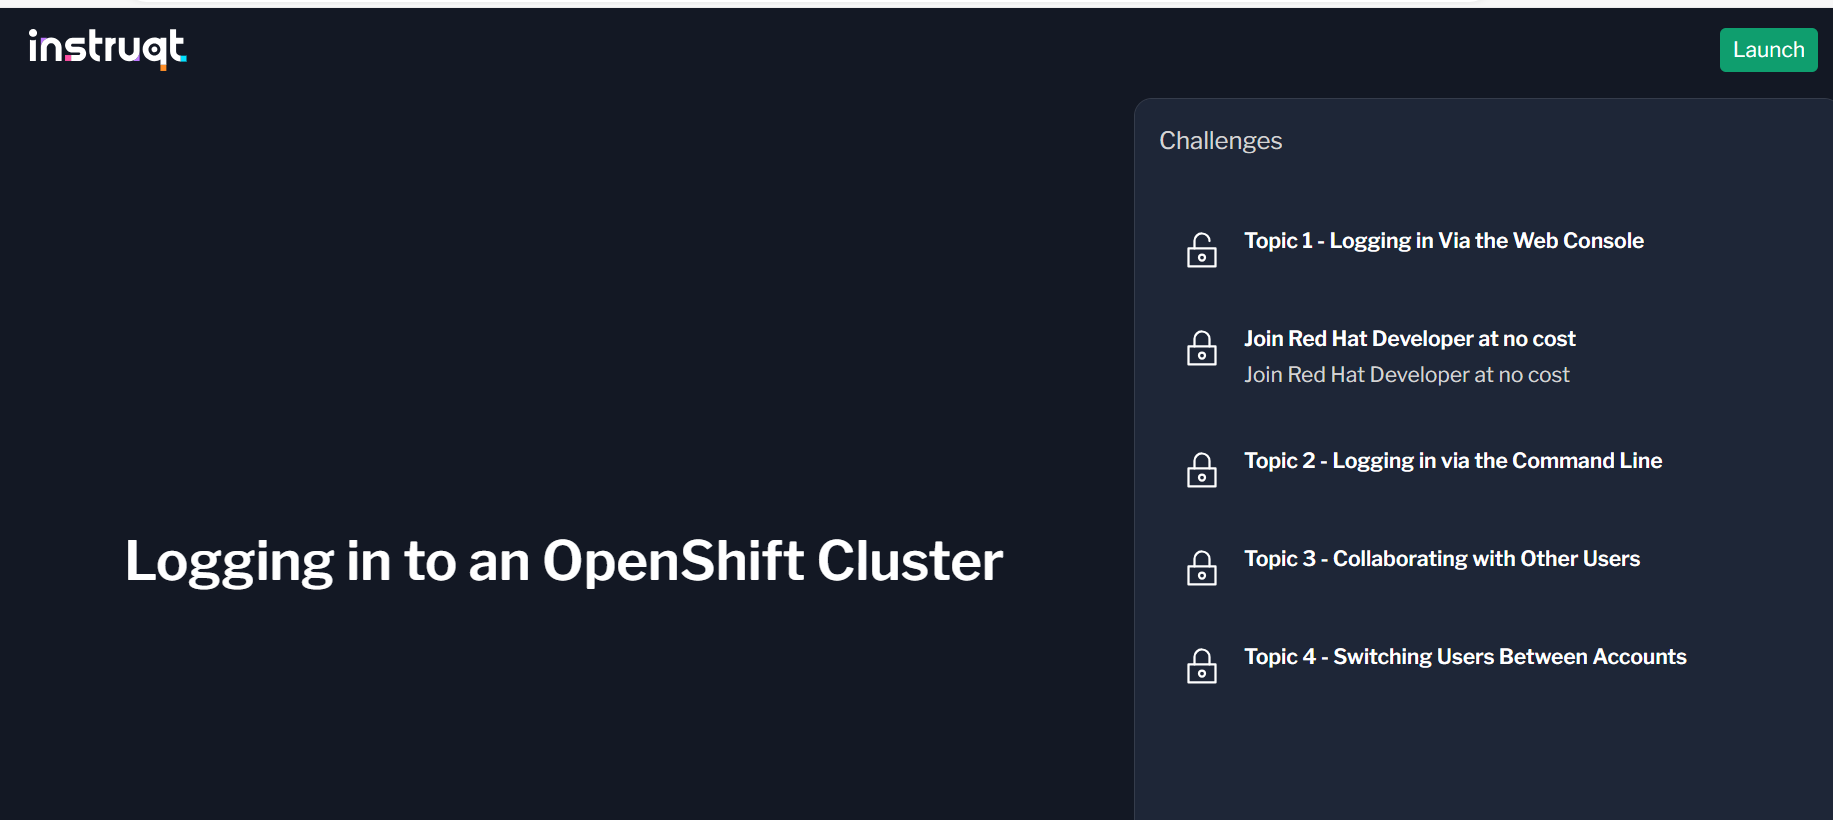 instruqt
Launch
Challenges
Topic 1 - Logging in Via the Web Console
Join Red Hat Developer at no cost
Join Red Hat Developer at no cost
Topic 2 - Logging in via the Command Line
Topic 3 - Collaborating with Other Users
Topic 4 - Switching Users Between Accounts
Logging in to an OpenShift Cluster